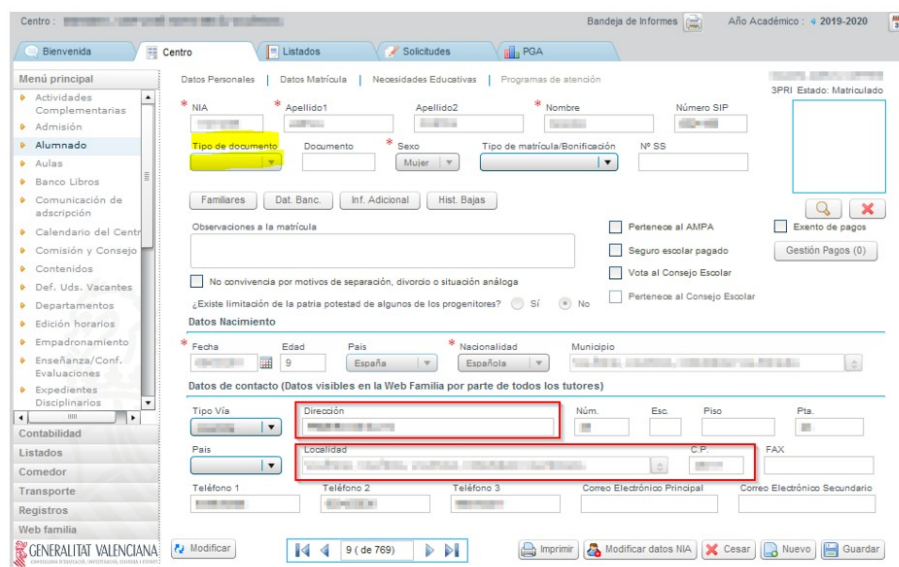 Centro :
Bandeja de Informes
Año Académico : 2019-2020
Bienvenida
Centro
Listados
Solicitudes
PGA
Menú principal
Actividades
Complementarias
Admisión
Alumnado
Aulas
Banco Libros
Comunicación de
adscripción
Calendario del Centr
Comisión y Consejo
Contenidos
Def. Uds. Vacantes
Departamentos
Edición horarios
Empadronamiento
Enseñanza/Conf.
Evaluaciones
Expedientes
Disciplinarios
Contabilidad
Listados
Comedor
Transporte
Registros
Web familia
GENERALITAT VALENCIANA
Datos Personales | Datos Matrícula | Necesidades Educativas | Programas de atención
3PRI Estado: Matriculado
* NIA * Apellido1 Apellido2 * Nombre Número SIP
Tipo de documento Documento * Sexo Tipo de matrícula/Bonificación Nº SS
Mujer
Familiares Dat. Banc. Inf. Adicional Hist. Bajas
Observaciones a la matrícula
Pertenece al AMPA
Exento de pagos
Seguro escolar pagado
Gestión Pagos (0)
Vota al Consejo Escolar
No convivencia por motivos de separación, divorcio o situación análoga
Pertenece al Consejo Escolar
¿Existe limitación de la patria potestad de algunos de los progenitores? Sí No
Datos Nacimiento
* Fecha Edad País * Nacionalidad Municipio
9 España Española
Datos de contacto (Datos visibles en la Web Familia por parte de todos los tutores)
Tipo Vía Dirección Núm. Esc. Piso Pta.
País Localidad C.P. FAX
Teléfono 1 Teléfono 2 Teléfono 3 Correo Electrónico Principal Correo Electrónico Secundario
Modificar 9 ( de 769) Imprimir Modificar datos NIA Cesar Nuevo Guardar